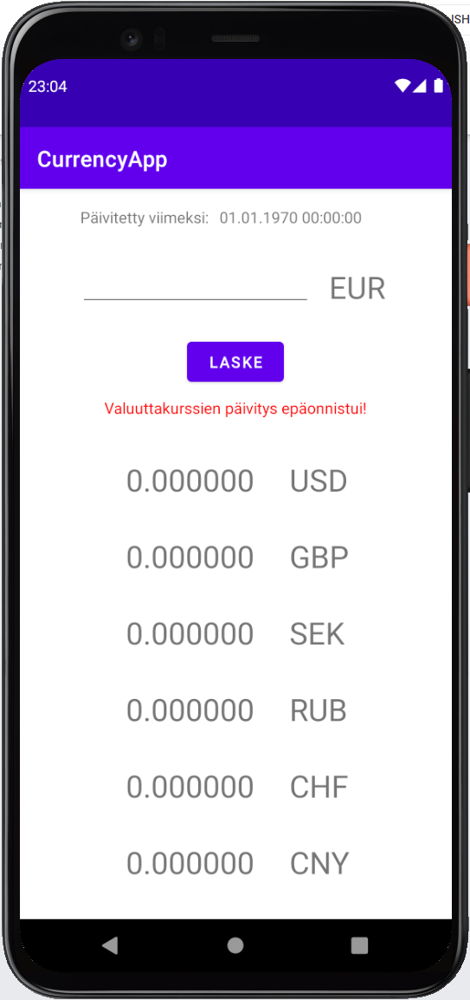 ISH
23:04
CurrencyApp
Päivitetty viimeksi: 01.01.1970 00:00:00
EUR
LASKE
Valuuttakurssien päivitys epäonnistui!
0.000000 USD
0.000000 GBP
0.000000 SEK
0.000000 RUB
0.000000 CHF
0.000000 CNY